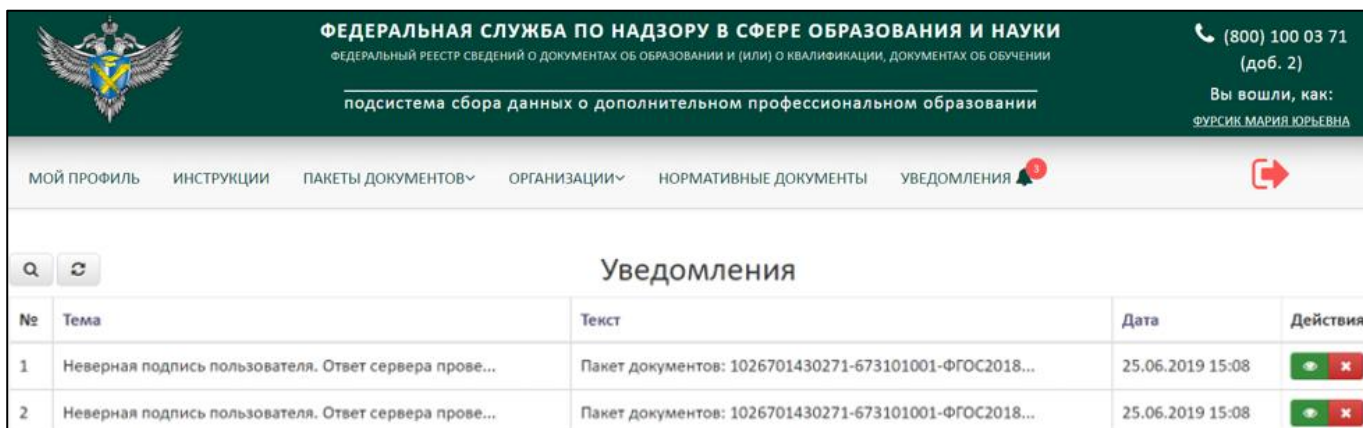 ФЕДЕРАЛЬНАЯ СЛУЖБА ПО НАДЗОРУ В СФЕРЕ ОБРАЗОВАНИЯ И НАУКИ
ФЕДЕРАЛЬНЫЙ РЕЕСТР СВЕДЕНИЙ О ДОКУМЕНТАХ ОБ ОБРАЗОВАНИИ И (ИЛИ) О КВАЛИФИКАЦИИ, ДОКУМЕНТАХ ОБ ОБУЧЕНИИ
подсистема сбора данных о дополнительном профессиональном образовании
(800) 100 03 71
(доб. 2)
Вы вошли, как:
ФУРСИК МАРИЯ ЮРЬЕВНА
МОЙ ПРОФИЛЬ ИНСТРУКЦИИ ПАКЕТЫ ДОКУМЕНТОВ ОРГАНИЗАЦИИ НОРМАТИВНЫЕ ДОКУМЕНТЫ УВЕДОМЛЕНИЯ 3
Уведомления
№ Тема Текст Дата Действия
1 Неверная подпись пользователя. Ответ сервера прове... Пакет документов: 1026701430271-673101001-ФГОС2018... 25.06.2019 15:08
2 Неверная подпись пользователя. Ответ сервера прове... Пакет документов: 1026701430271-673101001-ФГОС2018... 25.06.2019 15:08